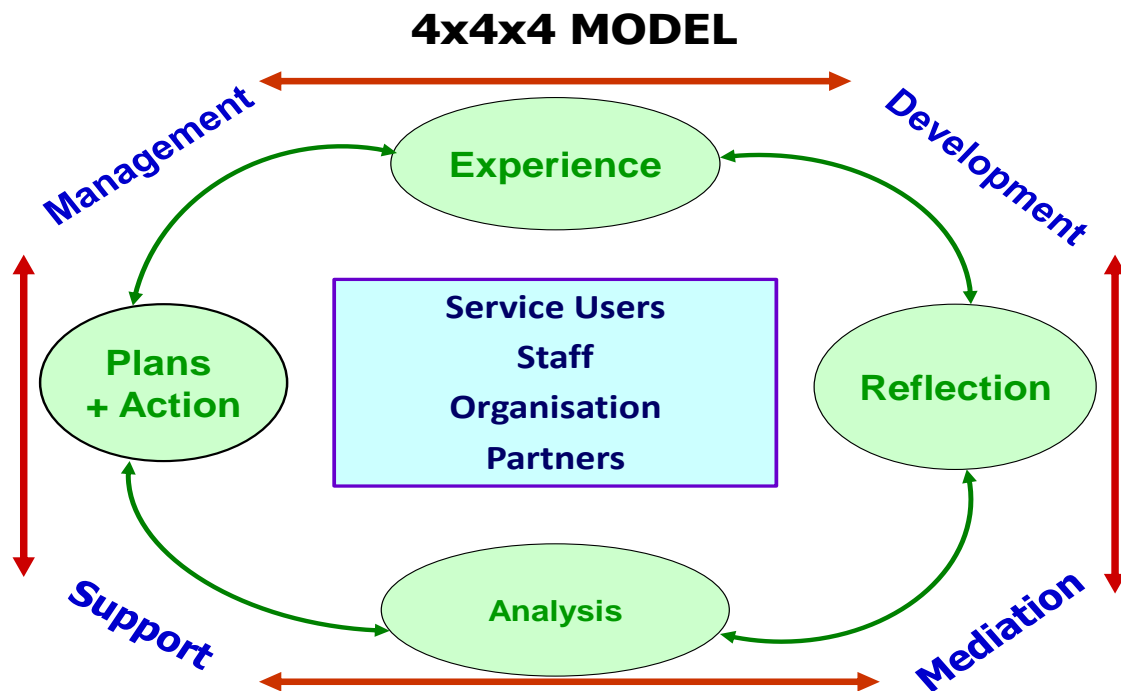 4x4x4 MODEL
Management
Development
Experience
Service Users
Staff
Organisation
Partners
Plans
+ Action
Reflection
Analysis
Support
Mediation